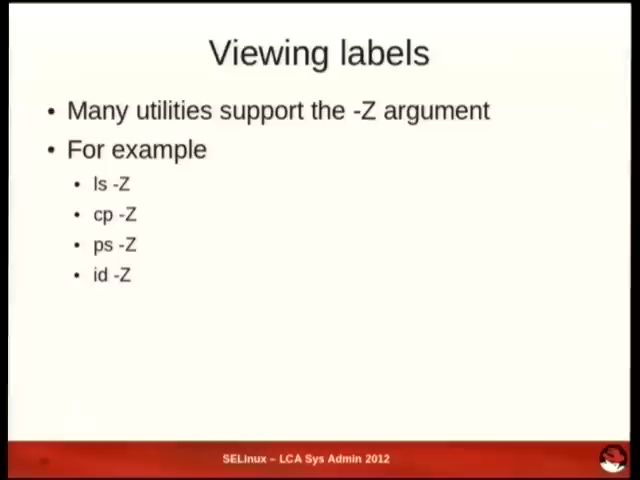 Viewing labels
• Many utilities support the -Z argument
• For example
• ls -Z
• cp -Z
• ps -Z
• id -Z
SELinux – LCA Sys Admin 2012